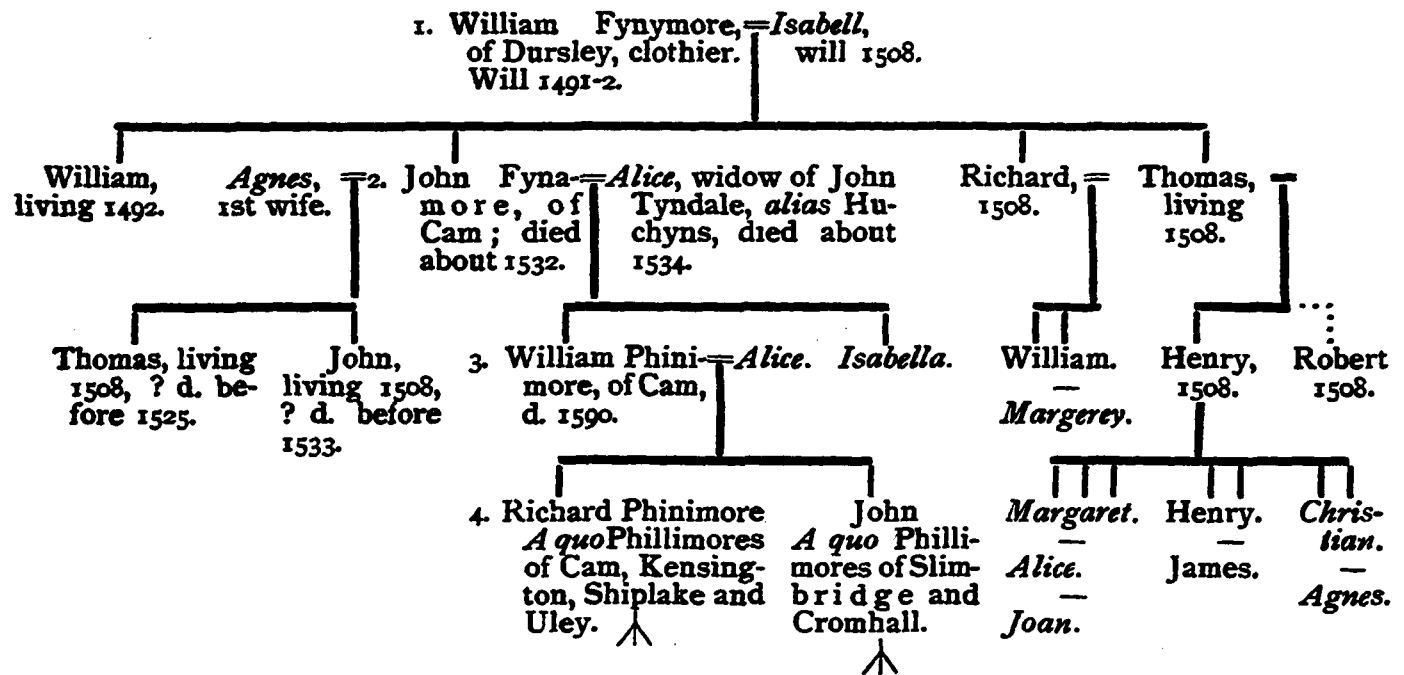 1. William Fynymore,=Isabell,
of Dursley, clothier. will 1508.
Will 1491-2.
William,
living 1492.
Agnes,
1st wife.
=2. John Fyna-
more, of
Cam ; died
about 1532.
=Alice, widow of John
Tyndale, alias Hu-
chyns, died about
1534.
Richard,=
1508.
Thomas, =
living
1508.
Thomas, living
1508, ? d. be-
fore 1525.
John,
living 1508,
? d. before
1533.
3. William Phini-
more, of Cam,
d. 1590.
=Alice.
Isabella.
William.
—
Margerey.
Henry,
1508.
Robert
1508.
4. Richard Phinimore
A quo Phillimores
of Cam, Kensing-
ton, Shiplake and
Uley.
John
A quo Philli-
mores of Slim-
bridge and
Cromhall.
Margaret.
—
Alice.
—
Joan.
Henry.
—
James.
Chris-
tian.
—
Agnes.